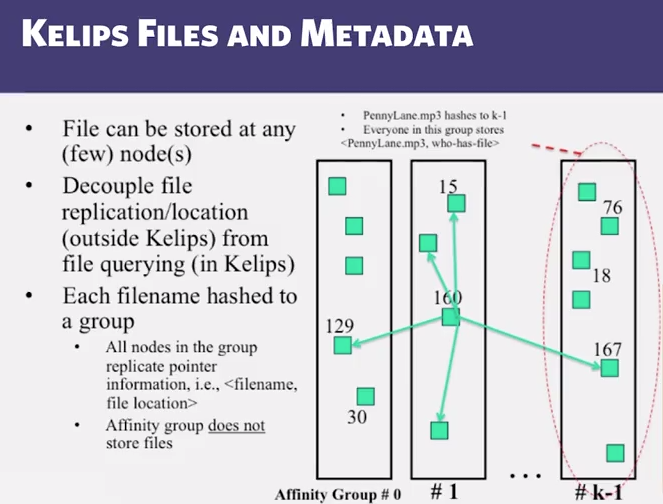 KELIPS FILES AND METADATA
• File can be stored at any
(few) node(s)
• Decouple file
replication/location
(outside Kelips) from
file querying (in Kelips)
• Each filename hashed to
a group
• All nodes in the group
replicate pointer
information, i.e., <filename,
file location>
• Affinity group does not
store files
• PennyLane.mp3 hashes to k-1
• Everyone in this group stores
<PennyLane.mp3, who-has-file>
129
30
15
160
76
18
167
Affinity Group # 0
# 1
...
# k-1